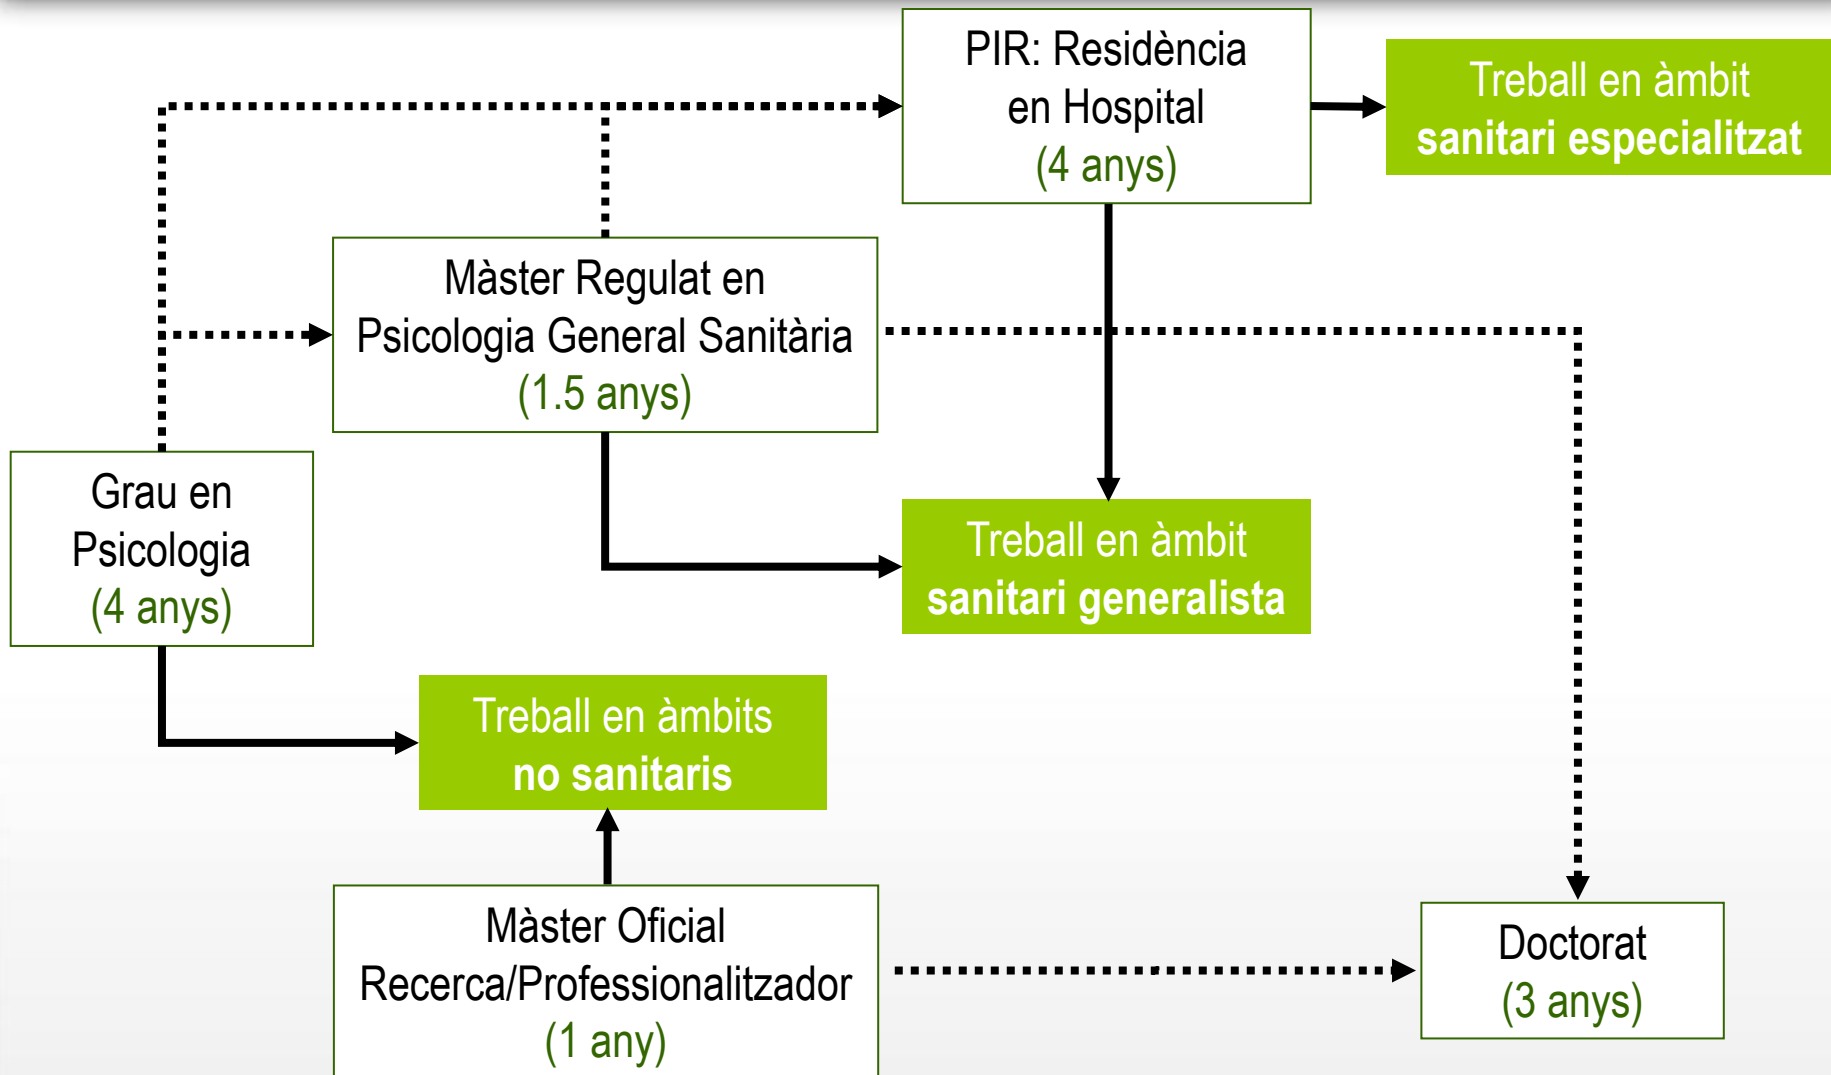 PIR: Residència
en Hospital
(4 anys)
Treball en àmbit
sanitari especialitzat
Màster Regulat en
Psicologia General Sanitària
(1.5 anys)
Grau en
Psicologia
(4 anys)
Treball en àmbit
sanitari generalista
Treball en àmbits
no sanitaris
Màster Oficial
Recerca/Professionalitzador
(1 any)
Doctorat
(3 anys)